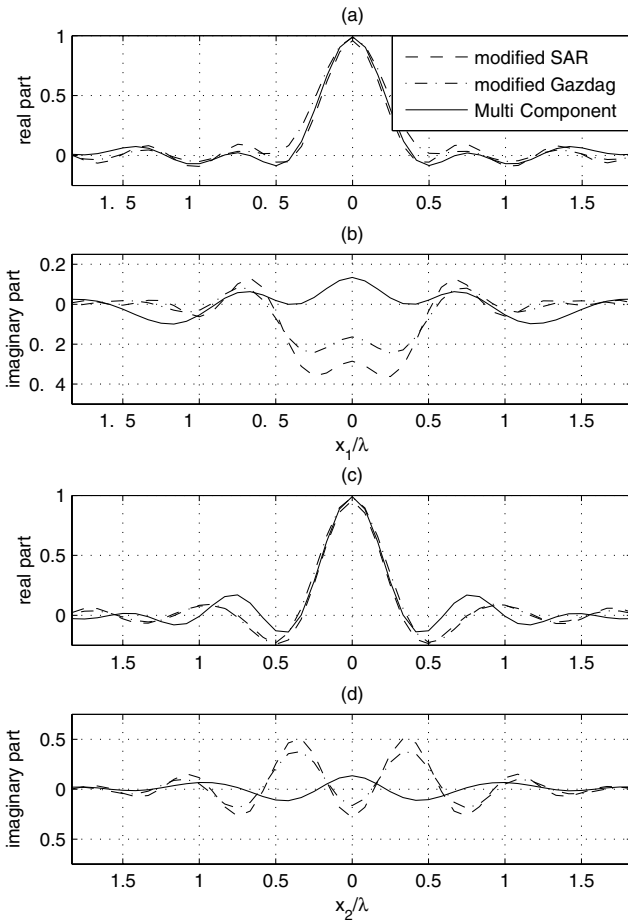 (a)
real part
1
0.5
0
modified SAR
modified Gazdag
Multi Component
1. 5 1 0. 5 0 0.5 1 1.5
(b)
imaginary part
0.2
0
0. 2
0. 4
1. 5 1 0. 5 0 0.5 1 1.5
x_1/λ
(c)
real part
1
0.5
0
1.5 1 0.5 0 0.5 1 1.5
(d)
imaginary part
0.5
0
0.5
1.5 1 0.5 0 0.5 1 1.5
x_2/λ